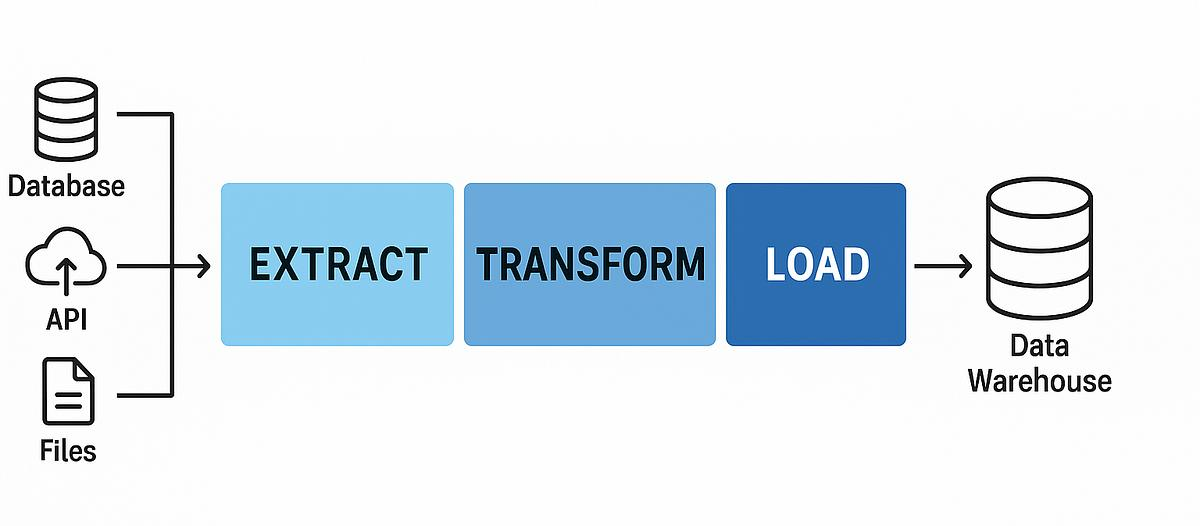 Database
API
Files
EXTRACT
TRANSFORM
LOAD
Data
Warehouse